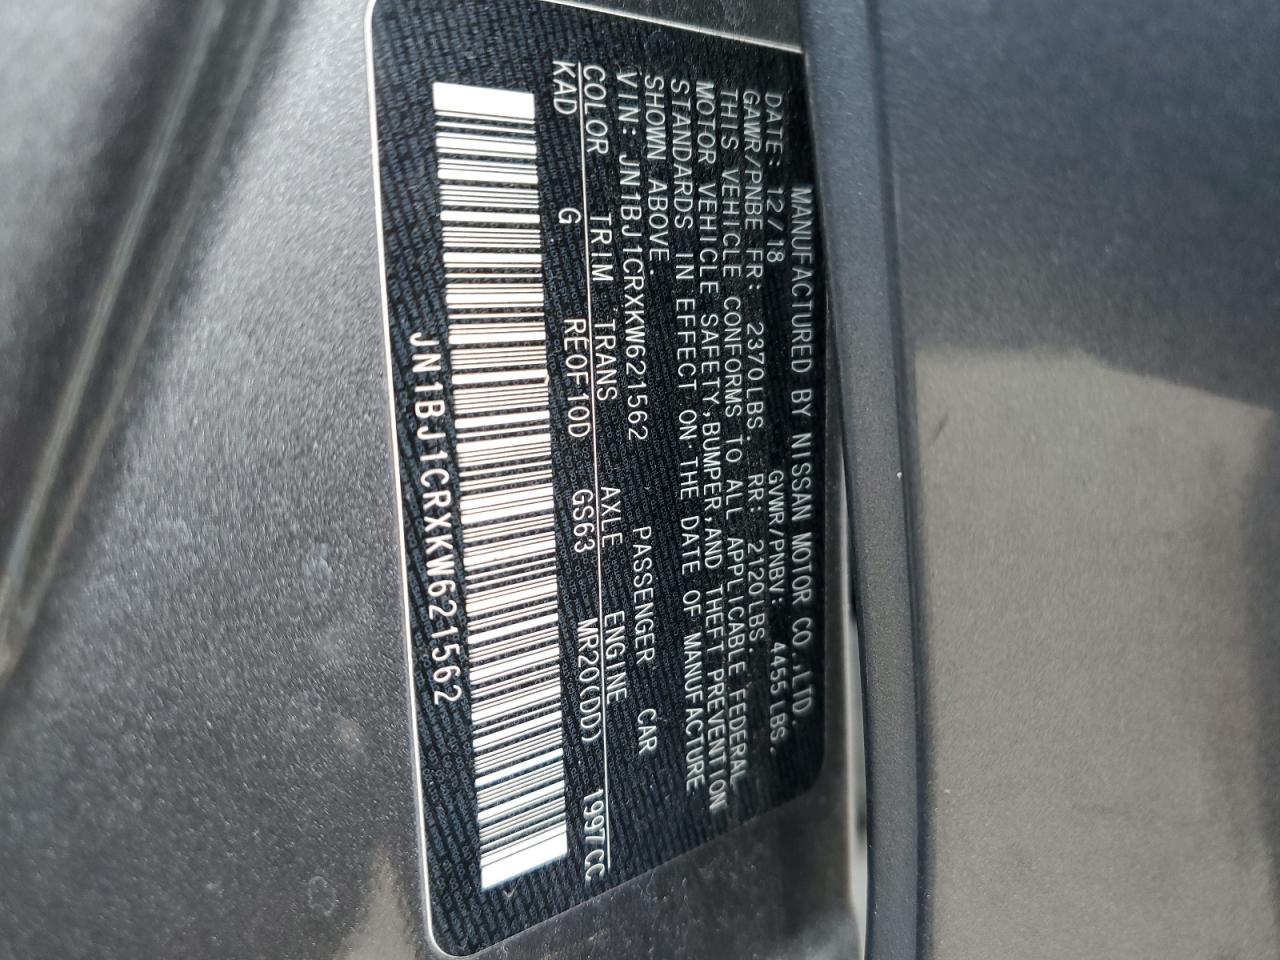 MANUFACTURED BY NISSAN MOTOR CO.,LTD.
DATE: 12/18 GVWR/PNBV: 4455 LBS.
GAWR/PNBE FR: 2370LBS. RR: 2120LBS.
THIS VEHICLE CONFORMS TO ALL APPLICABLE FEDERAL
MOTOR VEHICLE SAFETY,BUMPER,AND THEFT PREVENTION
STANDARDS IN EFFECT ON THE DATE OF MANUFACTURE
SHOWN ABOVE.
VIN: JN1BJ1CRXKW621562 PASSENGER CAR
COLOR TRIM TRANS AXLE ENGINE
KAD G RE0F10D GS63 MR20(DD) 1997CC
JN1BJ1CRXKW621562